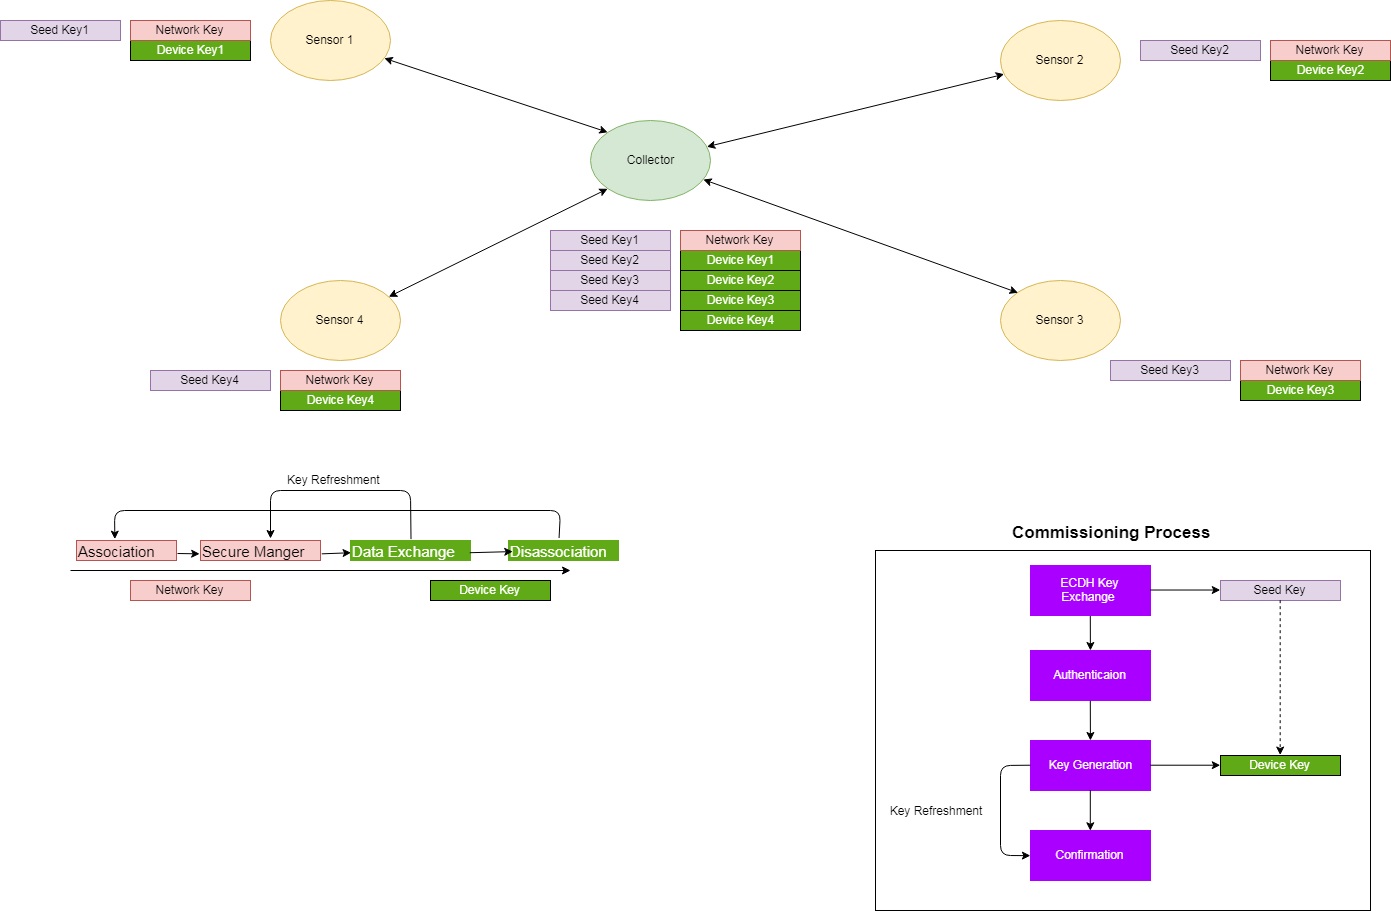 Seed Key1
Network Key
Device Key1
Sensor 1
Sensor 2
Seed Key2
Network Key
Device Key2
Collector
Seed Key1
Seed Key2
Seed Key3
Seed Key4
Network Key
Device Key1
Device Key2
Device Key3
Device Key4
Sensor 4
Seed Key4
Network Key
Device Key4
Sensor 3
Seed Key3
Network Key
Device Key3
Key Refreshment
Association
Secure Manger
Data Exchange
Disassociation
Network Key
Device Key
Commissioning Process
ECDH Key
Exchange
Seed Key
Authenticaion
Key Generation
Device Key
Key Refreshment
Confirmation